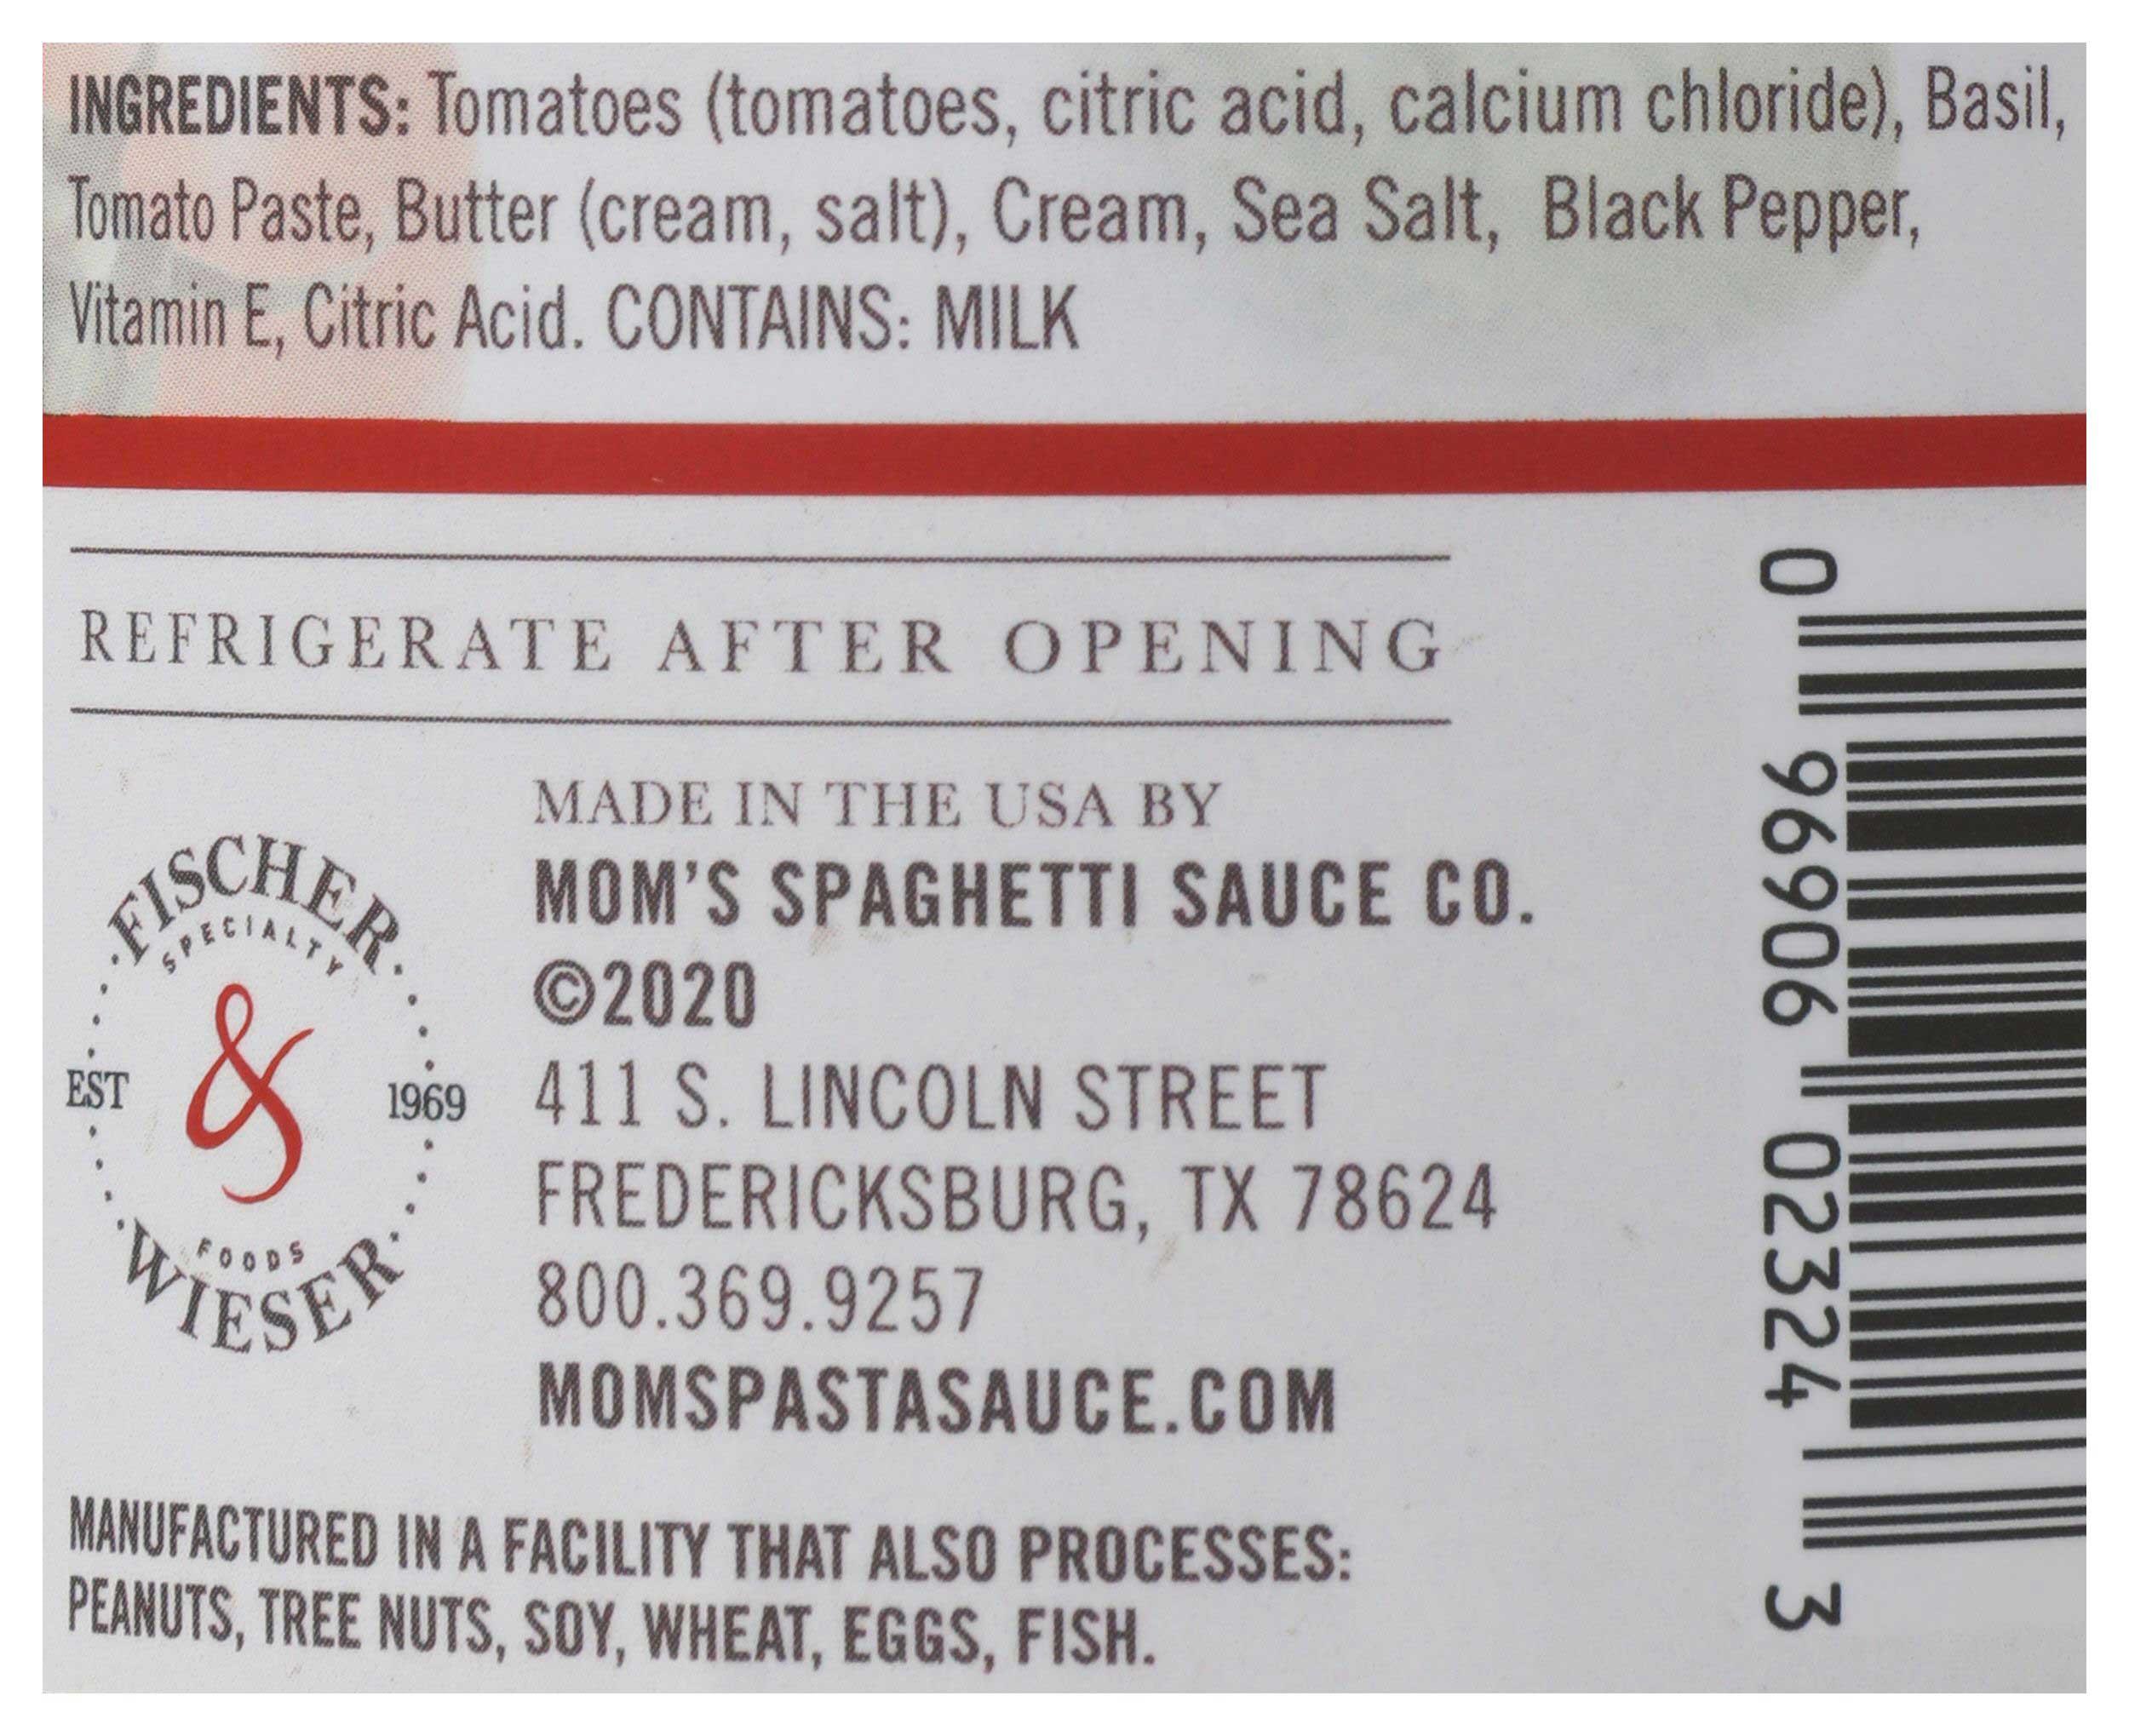 INGREDIENTS: Tomatoes (tomatoes, citric acid, calcium chloride), Basil,
Tomato Paste, Butter (cream, salt), Cream, Sea Salt, Black Pepper,
Vitamin E, Citric Acid. CONTAINS: MILK
REFRIGERATE AFTER OPENING
FISCHER
SPECIALTY
&
EST 1969
FOODS
WIESER
MADE IN THE USA BY
MOM'S SPAGHETTI SAUCE CO.
©2020
411 S. LINCOLN STREET
FREDERICKSBURG, TX 78624
800.369.9257
MOMSPASTASAUCE.COM
MANUFACTURED IN A FACILITY THAT ALSO PROCESSES:
PEANUTS, TREE NUTS, SOY, WHEAT, EGGS, FISH.
0 96906 02324 3